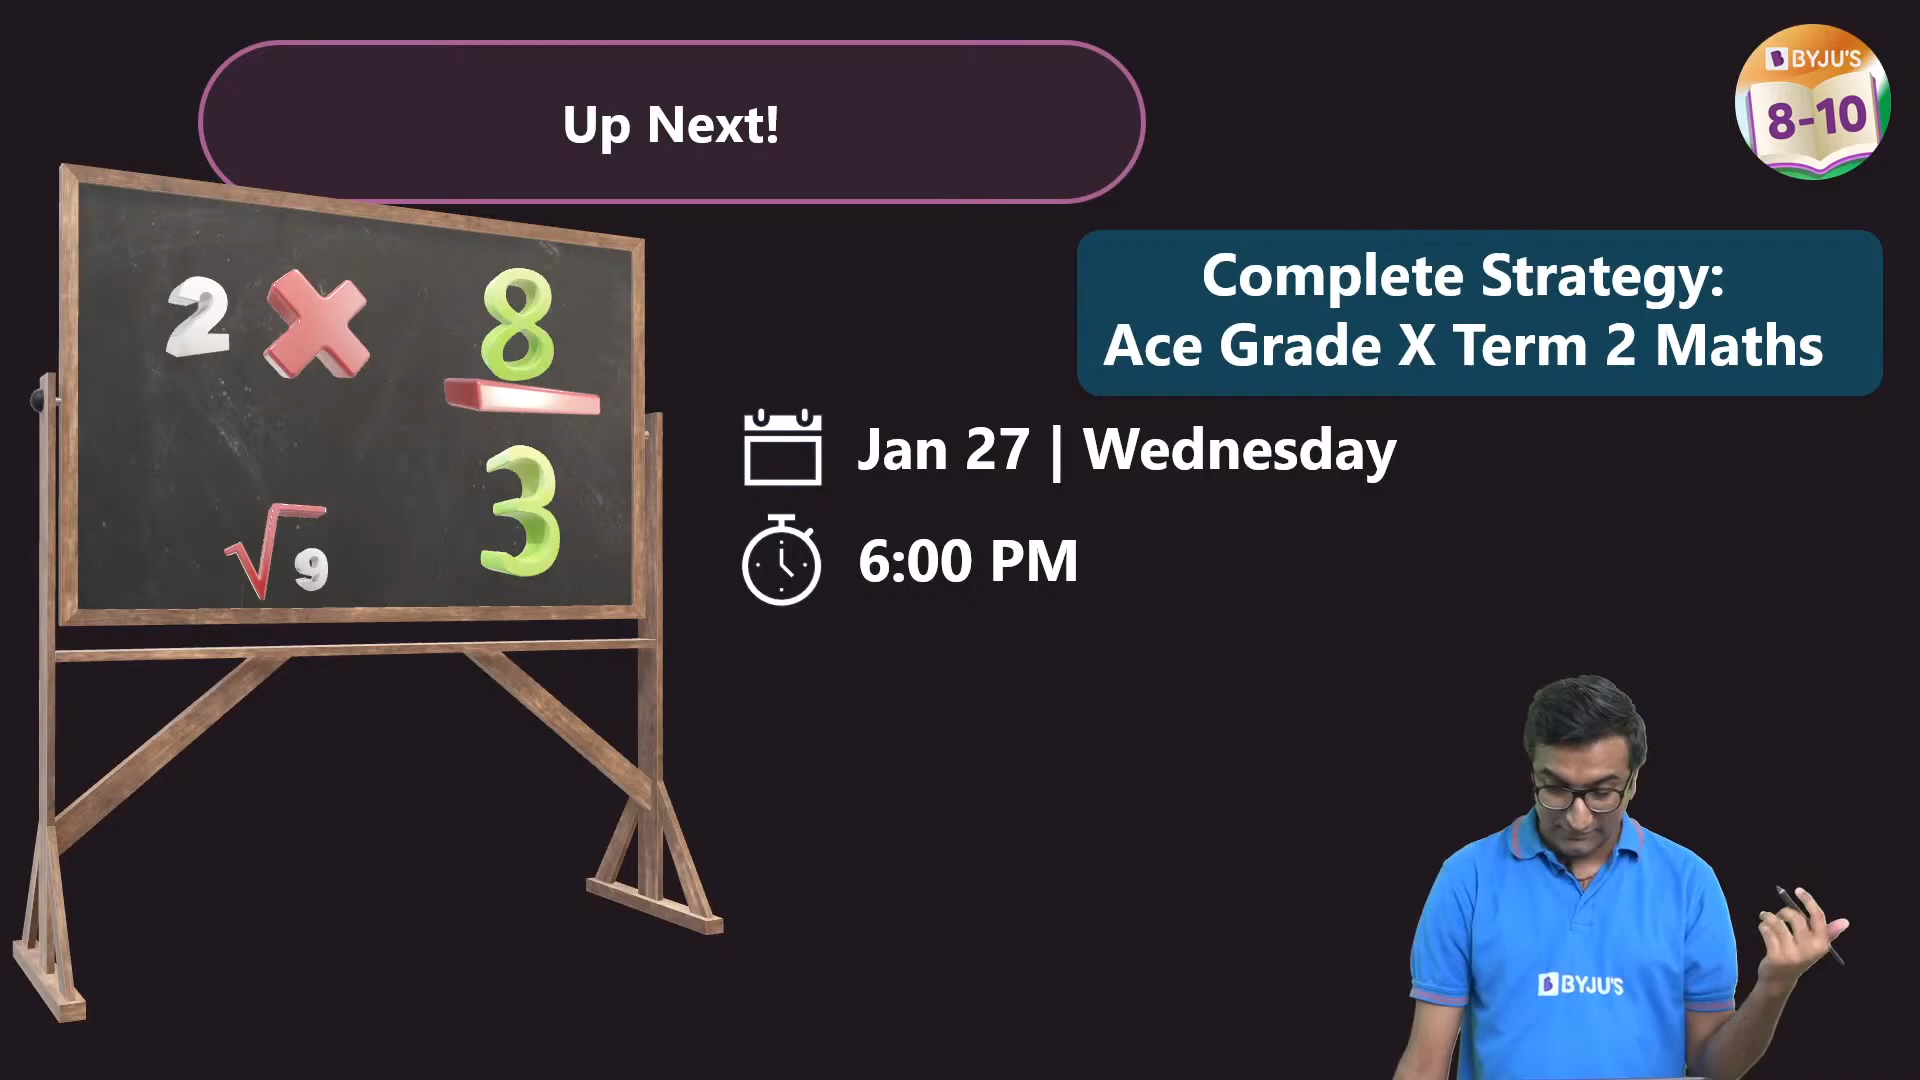 Up Next!
BYJU'S
8-10
Complete Strategy:
Ace Grade X Term 2 Maths
2 × 8
3
√9
Jan 27 | Wednesday
6:00 PM
BYJU'S